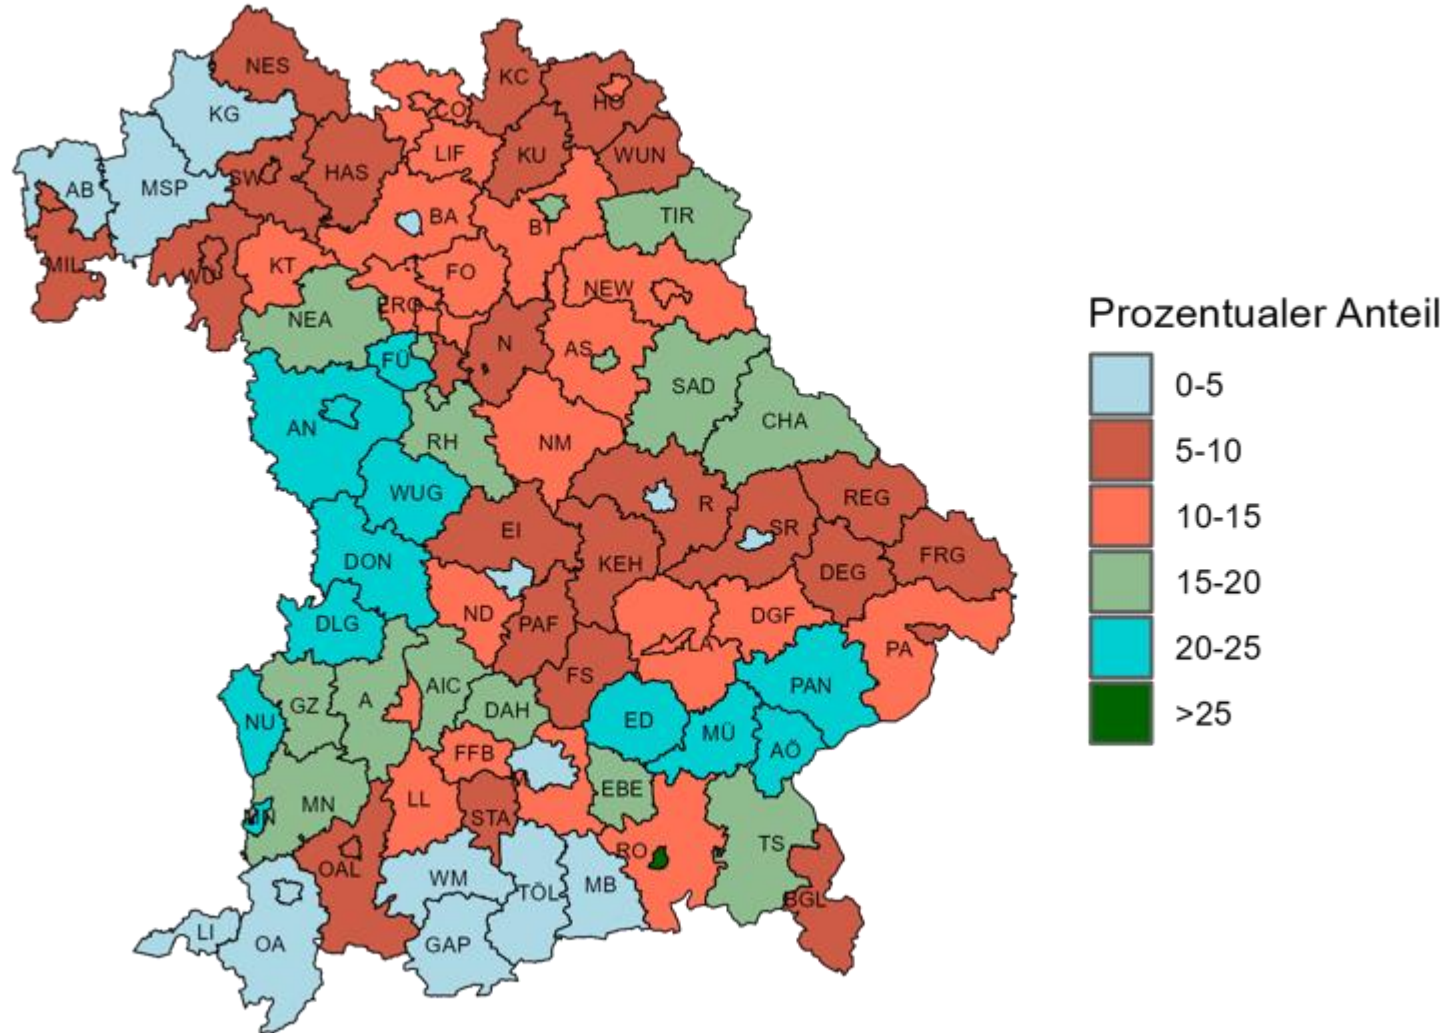 NES
KC
CO
HO
KG
LIF
KU
WUN
SW
HAS
AB
MSP
BA
TIR
BT
MIL
WÜ
KT
FO
NEW
ERG
NEA
N
AS
FÜ
SAD
AN
RH
NM
CHA
WUG
R
REG
EI
SR
DON
KEH
DEG
FRG
DLG
ND
PAF
DGF
LA
PA
FS
AIC
PAN
GZ
A
DAH
NU
ED
MÜ
AÖ
FFB
M
EBE
MN
LL
MN
STA
TS
OAL
RO
WM
TÖL
MB
BGL
LI
OA
GAP
Prozentualer Anteil
0-5
5-10
10-15
15-20
20-25
>25